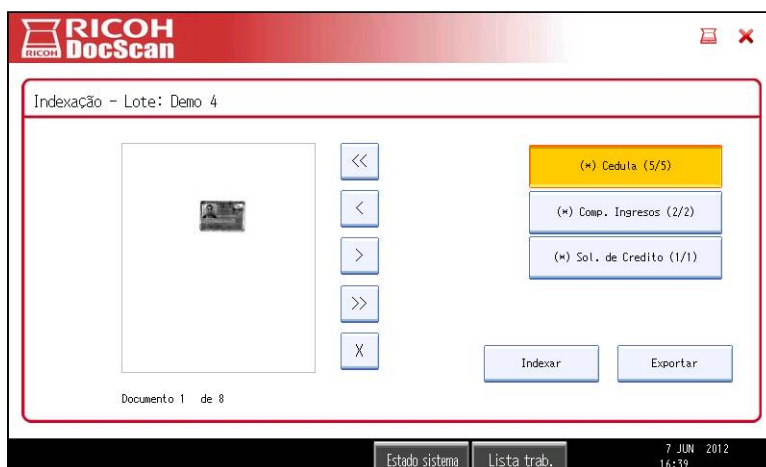 RICOH
DocScan
RICOH
Indexação - Lote: Demo 4
<<
<
>
>>
X
(*) Cedula (5/5)
(*) Comp. Ingresos (2/2)
(*) Sol. de Credito (1/1)
Indexar
Exportar
Documento 1 de 8
Estado sistema
Lista trab.
7 JUN 2012
16:39